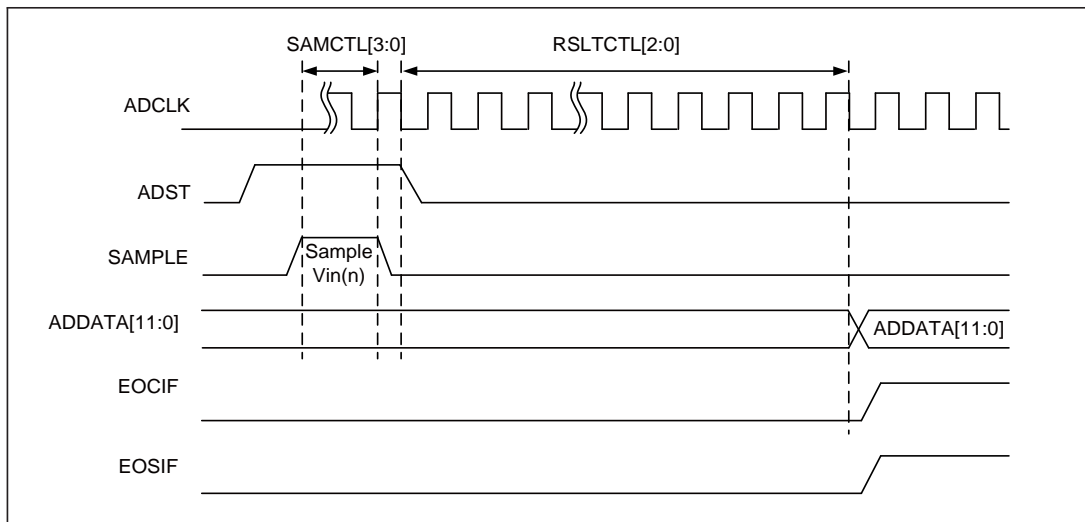 SAMCTL[3:0]
RSLTCTL[2:0]
ADCLK
ADST
SAMPLE
Sample
Vin(n)
ADDATA[11:0]
ADDATA[11:0]
EOCIF
EOSIF